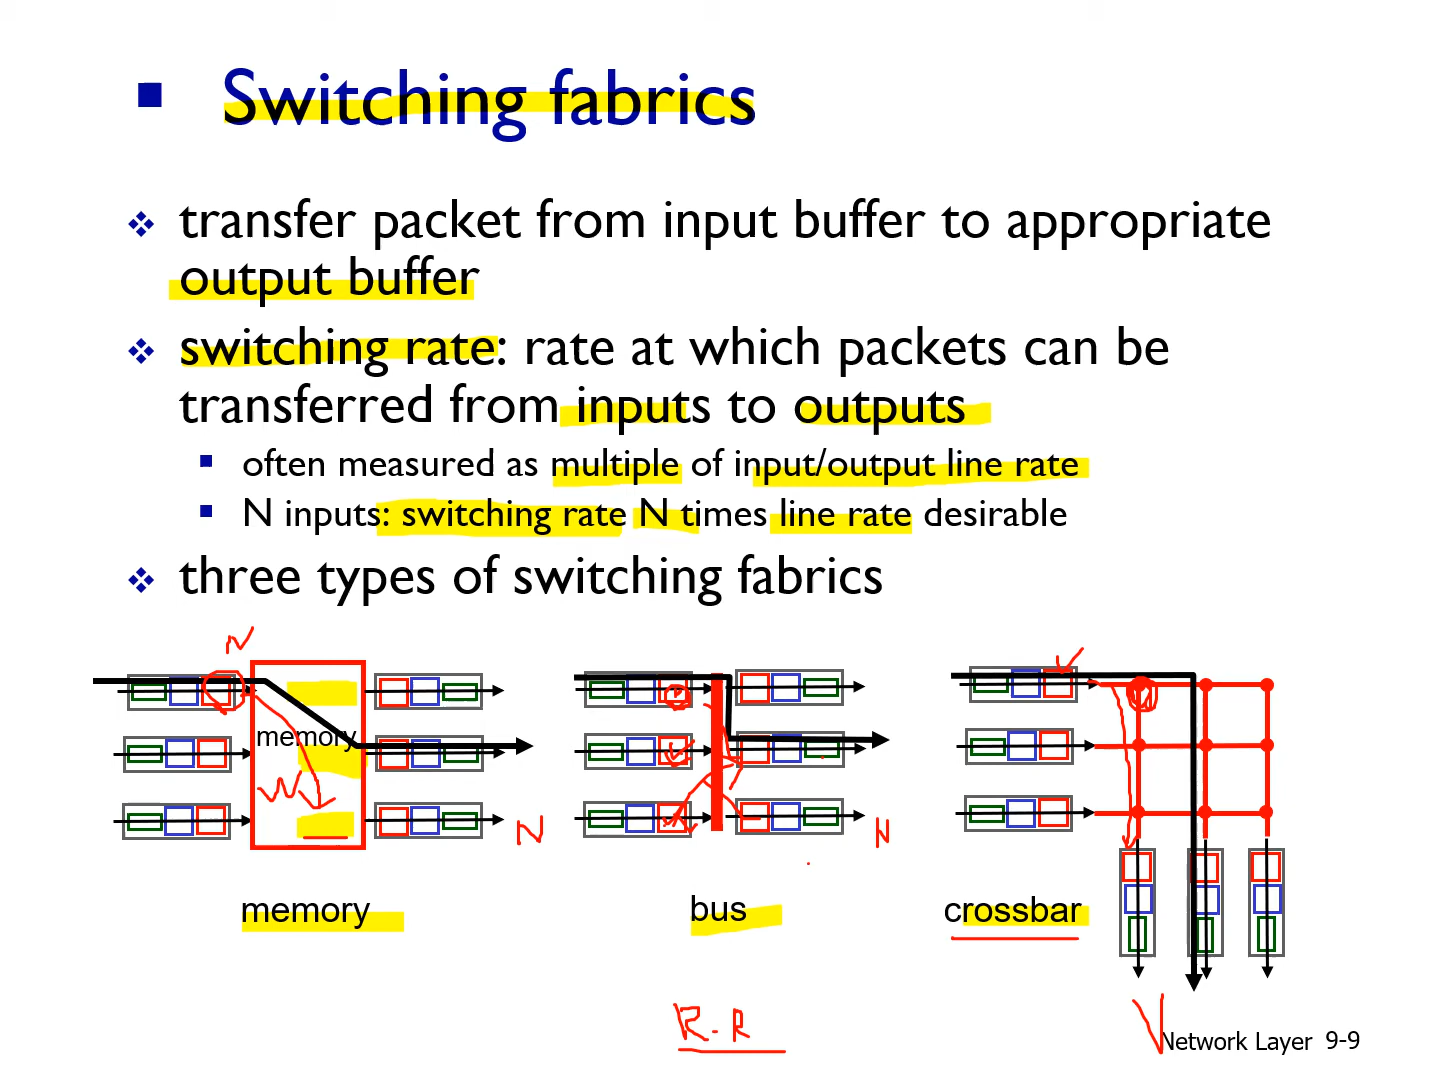 Switching fabrics
transfer packet from input buffer to appropriate
output buffer
switching rate: rate at which packets can be
transferred from inputs to outputs
often measured as multiple of input/output line rate
N inputs: switching rate N times line rate desirable
three types of switching fabrics
N
memory
W
N
N
memory
bus
crossbar
R-R
Network Layer 9-9